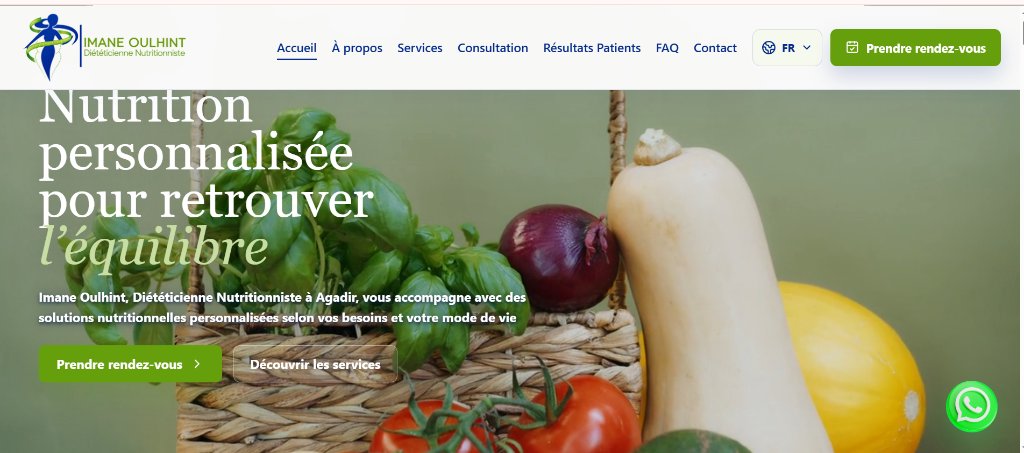 IMANE OULHINT
Diététicienne Nutritionniste
Accueil
À propos
Services
Consultation
Résultats Patients
FAQ
Contact
FR
Prendre rendez-vous
Nutrition
personnalisée
pour retrouver
l’équilibre
Imane Oulhint, Diététicienne Nutritionniste à Agadir, vous accompagne avec des
solutions nutritionnelles personnalisées selon vos besoins et votre mode de vie
Prendre rendez-vous
Découvrir les services